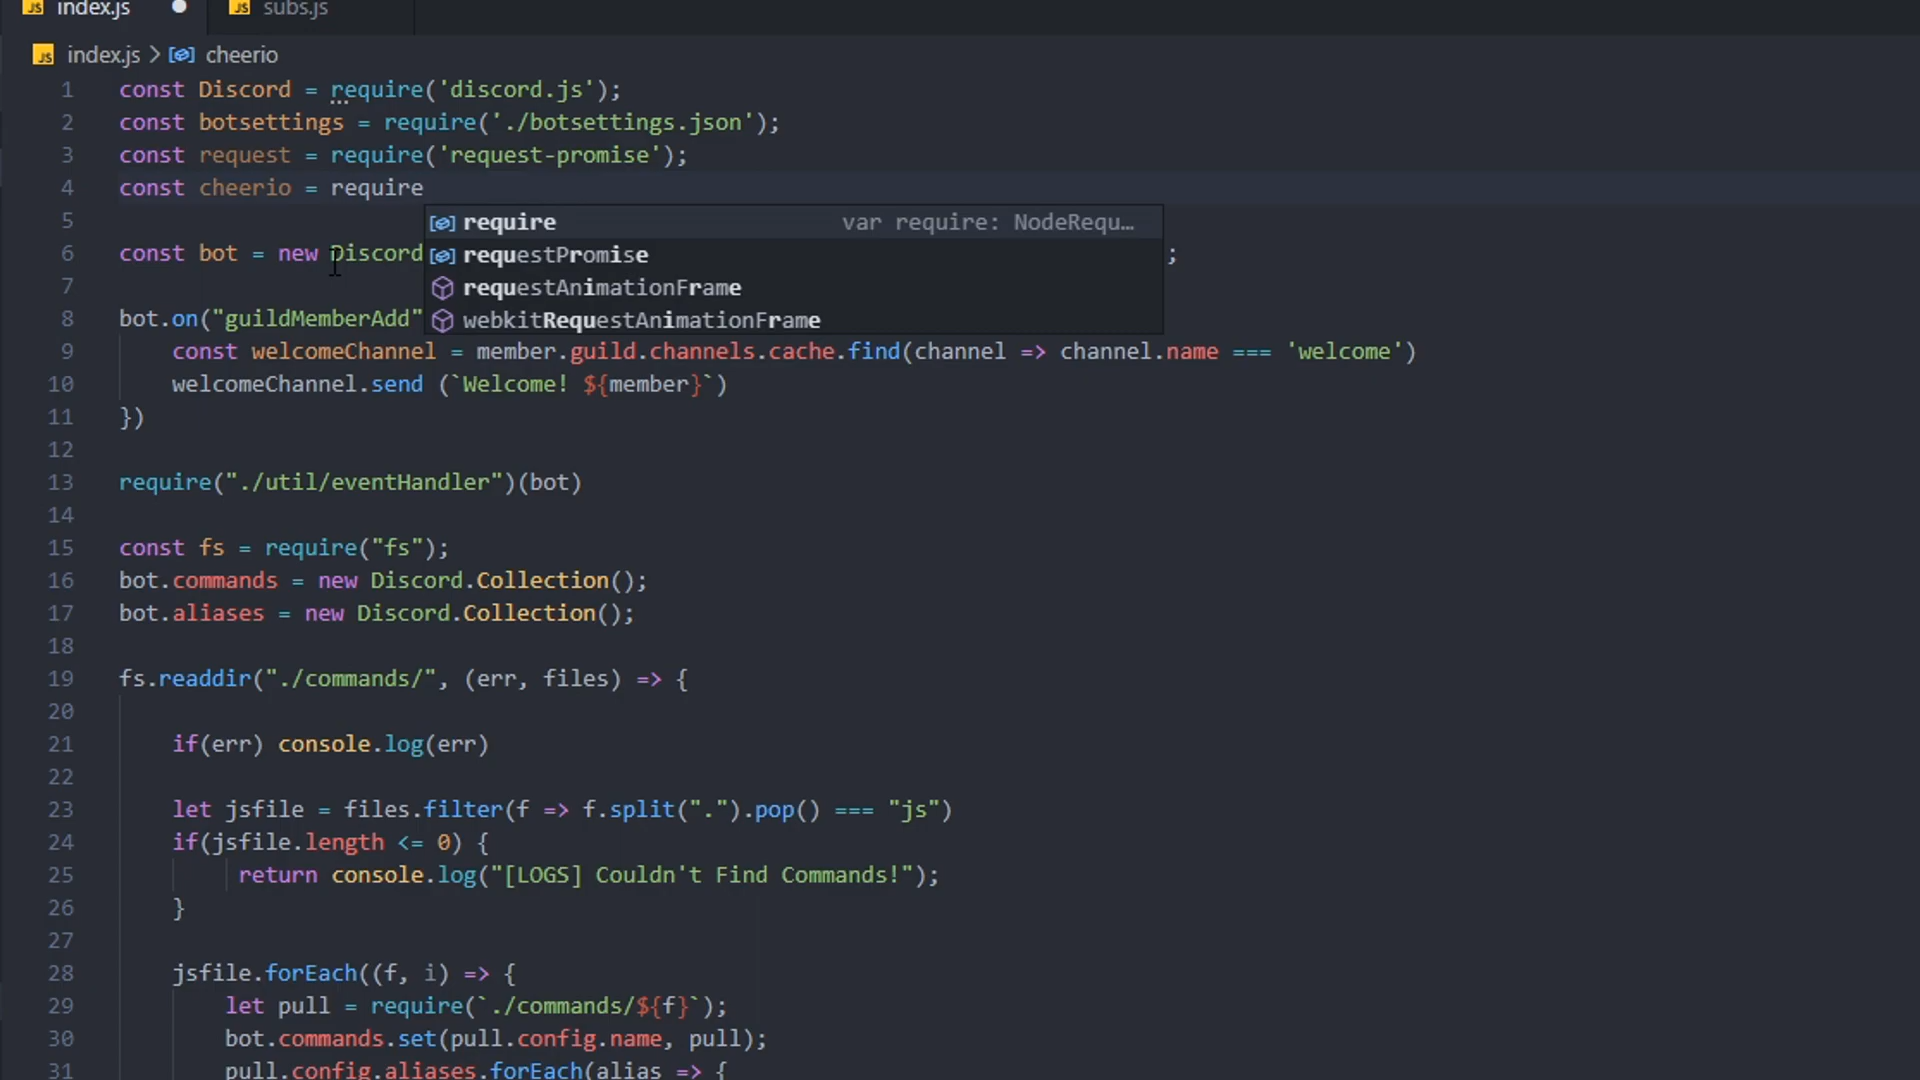 JS index.js ● JS subs.js
JS index.js > cheerio
1 const Discord = require('discord.js');
2 const botsettings = require('./botsettings.json');
3 const request = require('request-promise');
4 const cheerio = require
require var require: NodeRequ…
5
requestPromise
6 const bot = new Discord ;
requestAnimationFrame
7
webkitRequestAnimationFrame
8 bot.on("guildMemberAdd"
9 const welcomeChannel = member.guild.channels.cache.find(channel => channel.name === 'welcome')
10 welcomeChannel.send (`Welcome! ${member}`)
11 })
12
13 require("./util/eventHandler")(bot)
14
15 const fs = require("fs");
16 bot.commands = new Discord.Collection();
17 bot.aliases = new Discord.Collection();
18
19 fs.readdir("./commands/", (err, files) => {
20
21 if(err) console.log(err)
22
23 let jsfile = files.filter(f => f.split(".").pop() === "js")
24 if(jsfile.length <= 0) {
25 return console.log("[LOGS] Couldn't Find Commands!");
26 }
27
28 jsfile.forEach((f, i) => {
29 let pull = require(`./commands/${f}`);
30 bot.commands.set(pull.config.name, pull);
31 pull.config.aliases.forEach(alias => {